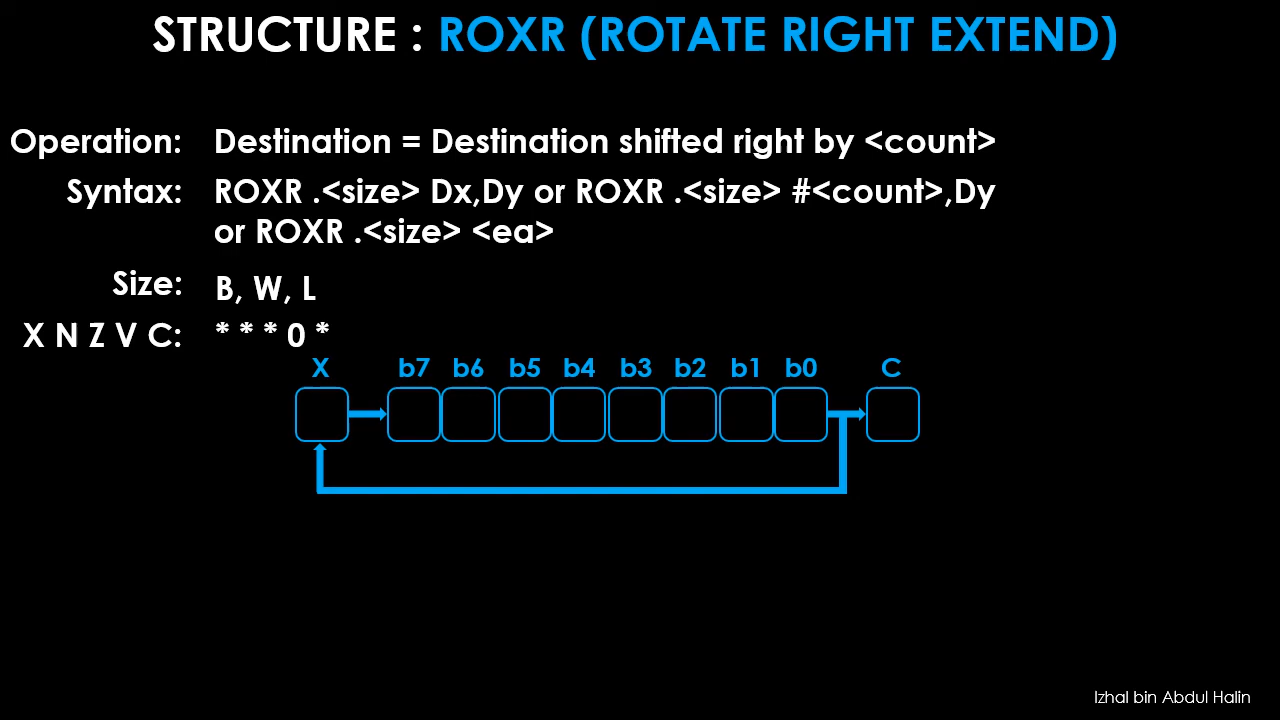 STRUCTURE : ROXR (ROTATE RIGHT EXTEND)
Operation: Destination = Destination shifted right by <count>
Syntax: ROXR .<size> Dx,Dy or ROXR .<size> #<count>,Dy
or ROXR .<size> <ea>
Size: B, W, L
X N Z V C: * * * 0 *
X b7 b6 b5 b4 b3 b2 b1 b0 C
Izhal bin Abdul Halin